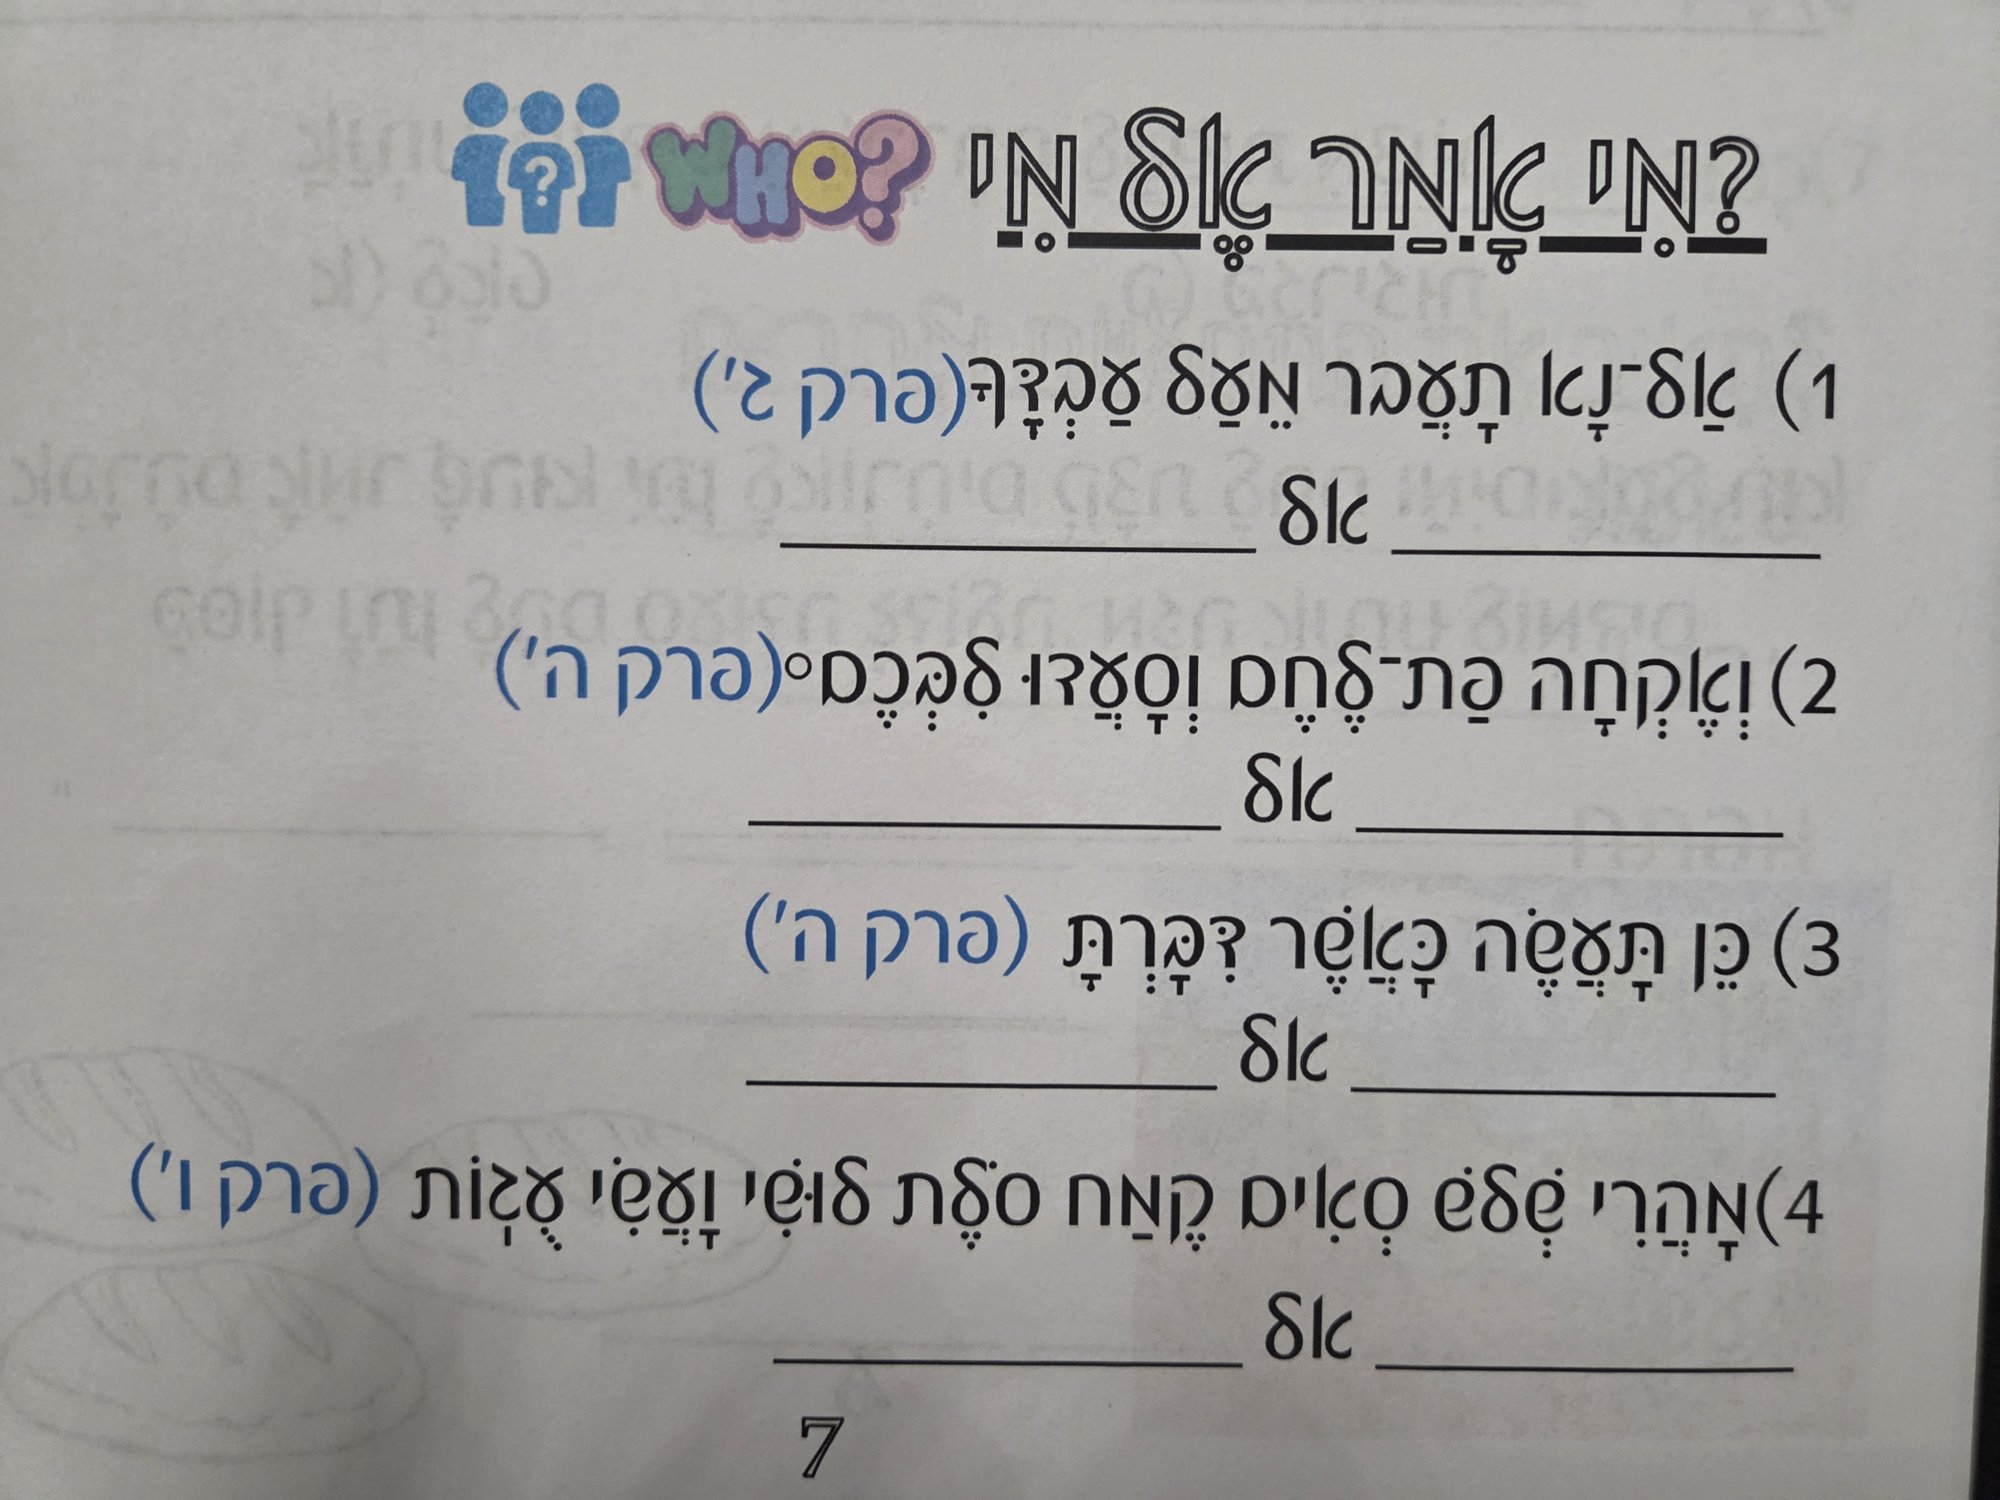 מִי אָמַר אֶל מִי? WHO?
1) אַל־נָא תָעֲבֹר מֵעַל עַבְדֶּךָ (פרק ג')
______ אל ______
2) וְאֶקְחָה פַת־לֶחֶם וְסָעֲדוּ לִבְּכֶם° (פרק ה')
______ אל ______
3) כֵּן תָּעֲשֶׂה כָּאֲשֶׁר דִּבָּרְתָּ (פרק ה')
______ אל ______
4) מָהֲרִי שְׁלֹשׁ סְאִים קֶמַח סֹלֶת לוּשִׁי וָעֲשִׂי עֻגוֹת (פרק ו')
______ אל ______
7